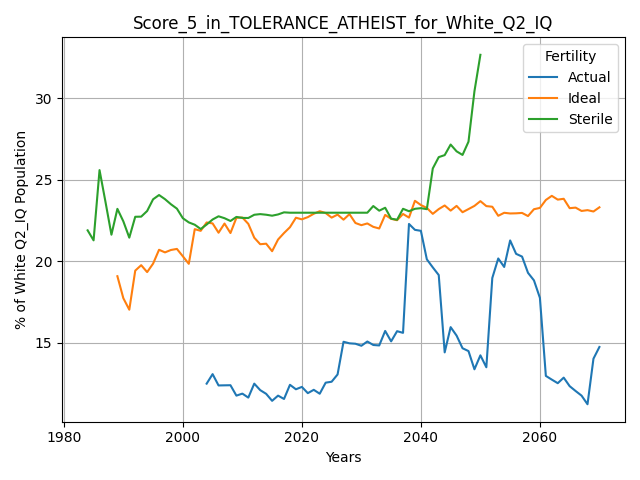 Score_5_in_TOLERANCE_ATHEIST_for_White_Q2_IQ
Fertility
Actual
Ideal
Sterile
% of White Q2_IQ Population
30
25
20
15
1980
2000
2020
2040
2060
Years